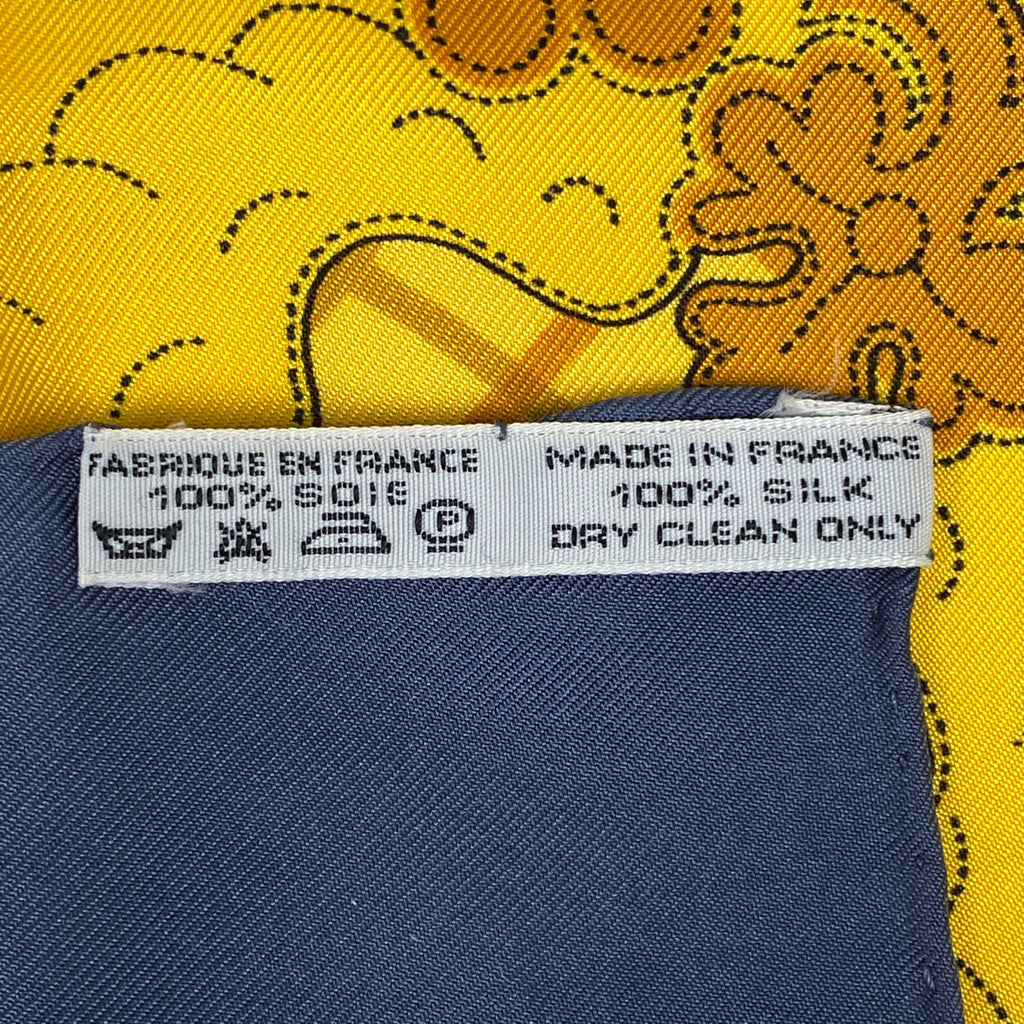 FABRIQUE EN FRANCE
100% SOIE
P
MADE IN FRANCE
100% SILK
DRY CLEAN ONLY